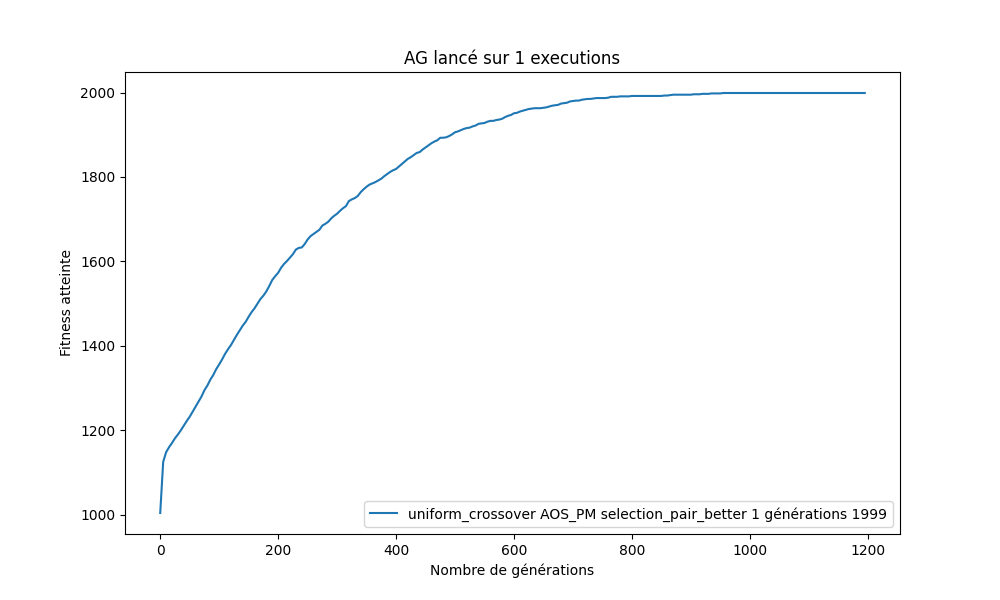 AG lancé sur 1 executions
Fitness atteinte
2000
1800
1600
1400
1200
1000
uniform_crossover AOS_PM selection_pair_better 1 générations 1999
0 200 400 600 800 1000 1200
Nombre de générations